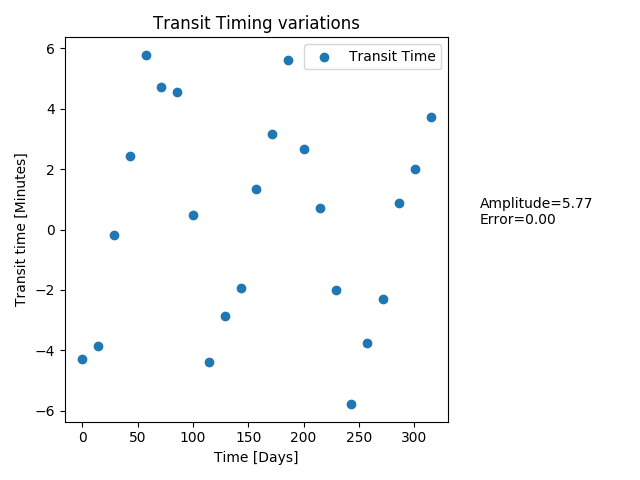 Transit Timing variations
Transit Time
6
4
2
0
−2
−4
−6
Transit time [Minutes]
0
50
100
150
200
250
300
Time [Days]
Amplitude=5.77
Error=0.00